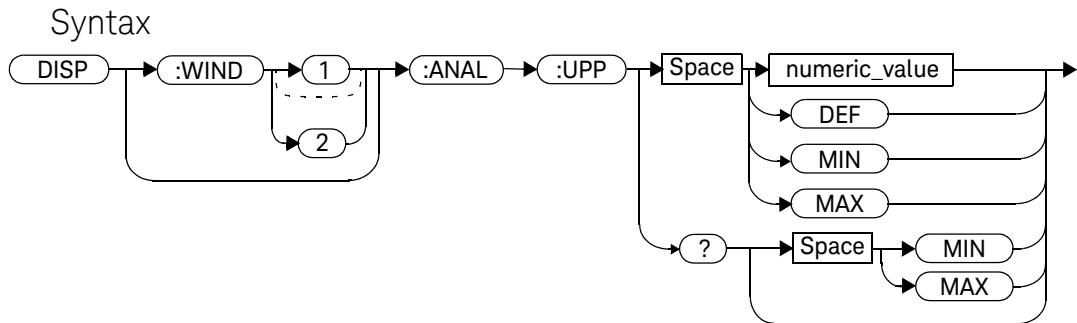 Syntax
DISP :WIND 1 :ANAL :UPP Space numeric_value
DEF
2
MIN
MAX
? Space MIN
MAX